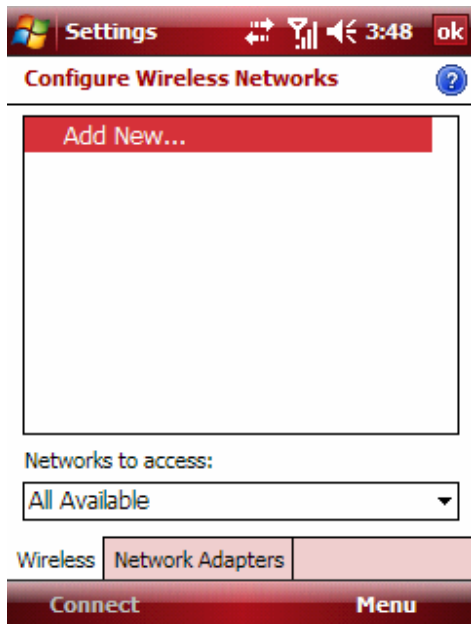 Settings 3:48 ok
Configure Wireless Networks ?
Add New...
Networks to access:
All Available
Wireless Network Adapters
Connect Menu